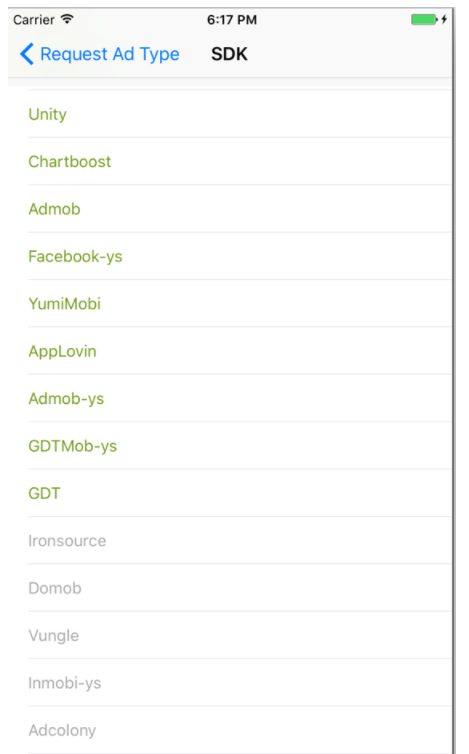 Carrier 6:17 PM
Request Ad Type SDK
Unity
Chartboost
Admob
Facebook-ys
YumiMobi
AppLovin
Admob-ys
GDTMob-ys
GDT
Ironsource
Domob
Vungle
Inmobi-ys
Adcolony